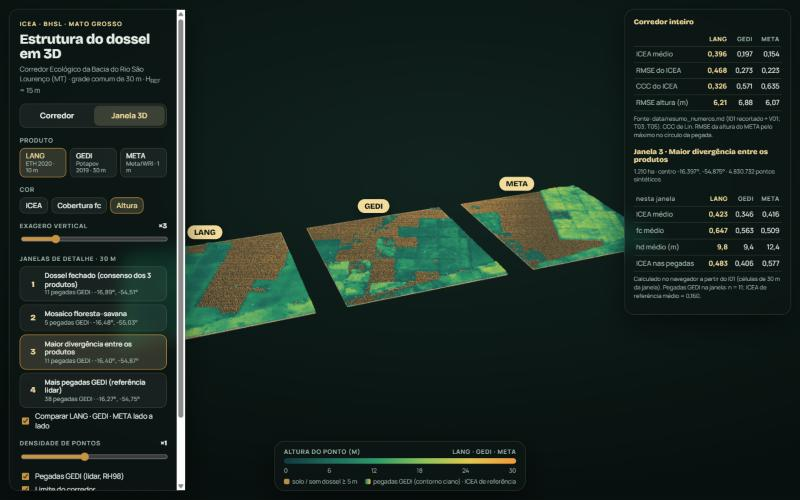 ICEA · BHSL · MATO GROSSO
Estrutura do dossel
em 3D
Corredor Ecológico da Bacia do Rio São
Lourenço (MT) · grade comum de 30 m · H_REF
= 15 m
Corredor Janela 3D
PRODUTO
LANG GEDI META
ETH 2020 · Potapov Meta/WRI · 1
10 m 2019 · 30 m m
COR
ICEA Cobertura fc Altura
EXAGERO VERTICAL ×3
JANELAS DE DETALHE · 30 M
1 Dossel fechado (consenso dos 3
produtos)
11 pegadas GEDI · -16,89°, -54,51°
2 Mosaico floresta–savana
5 pegadas GEDI · -16,48°, -55,03°
3 Maior divergência entre os
produtos
11 pegadas GEDI · -16,40°, -54,87°
4 Mais pegadas GEDI (referência
lidar)
38 pegadas GEDI · -16,27°, -54,75°
Comparar LANG · GEDI · META lado a
lado
DENSIDADE DE PONTOS ×1
Pegadas GEDI (lidar, RH98)
Limite do corredor
LANG
GEDI
META
ALTURA DO PONTO (M) LANG · GEDI · META
0 6 12 18 24 30
solo / sem dossel ≥ 5 m pegadas GEDI (contorno ciano) · ICEA de
referência
Corredor inteiro
LANG GEDI META
ICEA médio 0,396 0,197 0,154
RMSE do ICEA 0,468 0,273 0,223
CCC do ICEA 0,326 0,571 0,635
RMSE altura (m) 6,21 6,88 6,07
Fonte: data/resumo_numeros.md (I01 recortado + V01;
T03; T05). CCC de Lin. RMSE da altura do META pelo
máximo no círculo da pegada.
Janela 3 · Maior divergência entre os
produtos
1.210 ha · centro -16,397°, -54,875° · 4.830.732 pontos
sintéticos
nesta janela LANG GEDI META
ICEA médio 0,423 0,346 0,416
fc médio 0,647 0,563 0,509
hd médio (m) 9,8 9,4 12,4
ICEA nas pegadas 0,483 0,406 0,577
Calculado no navegador a partir do I01 (células de 30 m
da janela). Pegadas GEDI na janela: n = 11; ICEA de
referência médio = 0,160.